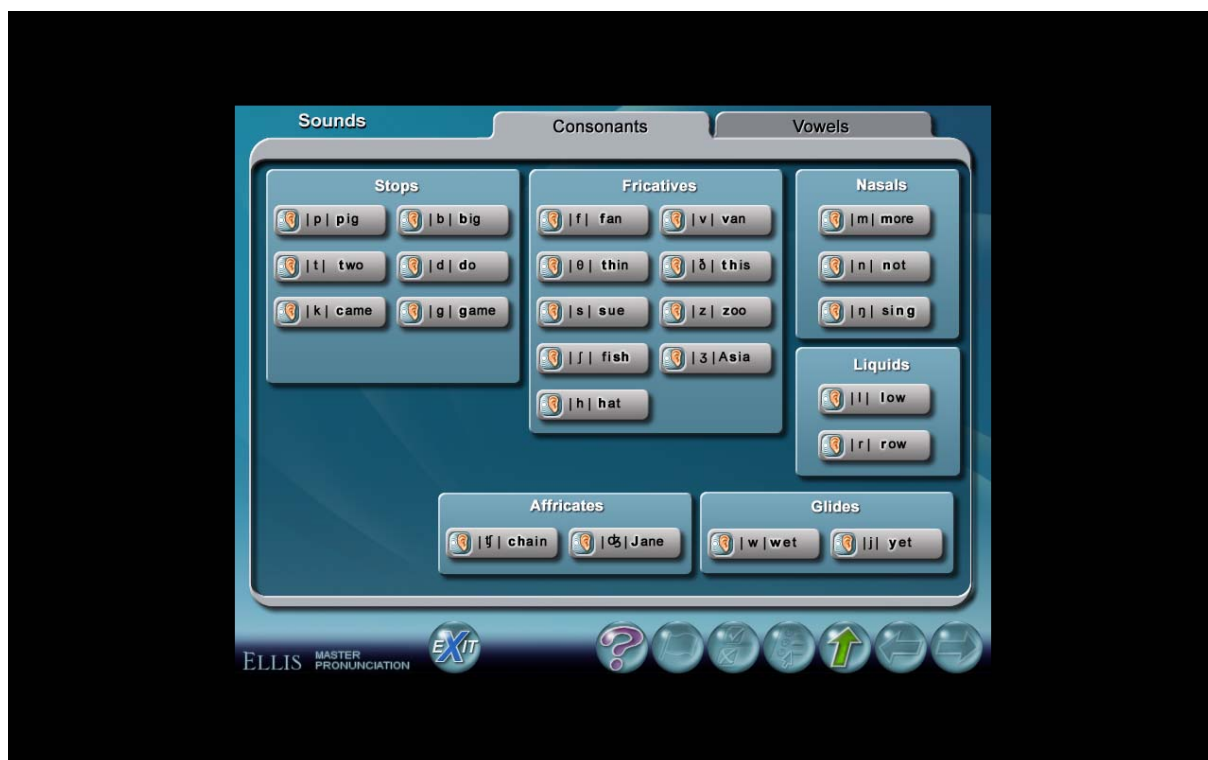 Sounds
Consonants
Vowels
Stops
|p| pig
|b| big
|t| two
|d| do
|k| came
|g| game
Fricatives
|f| fan
|v| van
|θ| thin
|ð| this
|s| sue
|z| zoo
|ʃ| fish
|ʒ| Asia
|h| hat
Nasals
|m| more
|n| not
|ŋ| sing
Liquids
|l| low
|r| row
Affricates
|ʧ| chain
|ʤ| Jane
Glides
|w| wet
|j| yet
ELLIS MASTER
PRONUNCIATION
EXIT
?